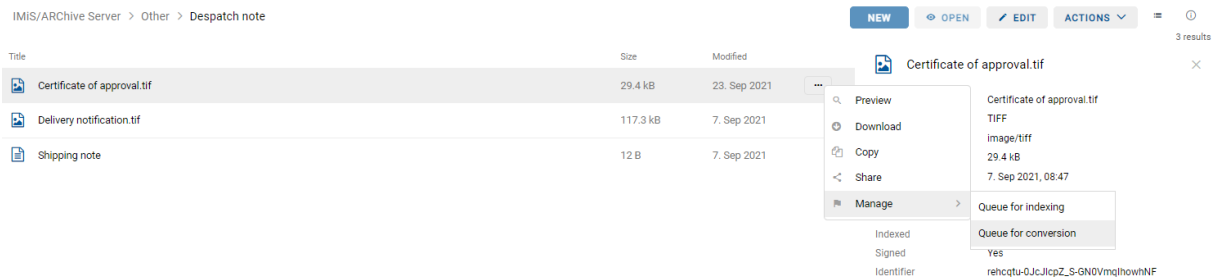 IMiS/ARChive Server > Other > Despatch note
NEW OPEN EDIT ACTIONS
3 results
Title Size Modified
Certificate of approval.tif 29.4 kB 23. Sep 2021 ...
Delivery notification.tif 117.3 kB 7. Sep 2021
Shipping note 12 B 7. Sep 2021
Certificate of approval.tif
Preview
Download
Copy
Share
Manage >
Queue for indexing
Queue for conversion
Certificate of approval.tif
TIFF
image/tiff
29.4 kB
7. Sep 2021, 08:47
Indexed
Signed Yes
Identifier rehcqtu-0JcJlcpZ_S-GN0VmqlhowhNF